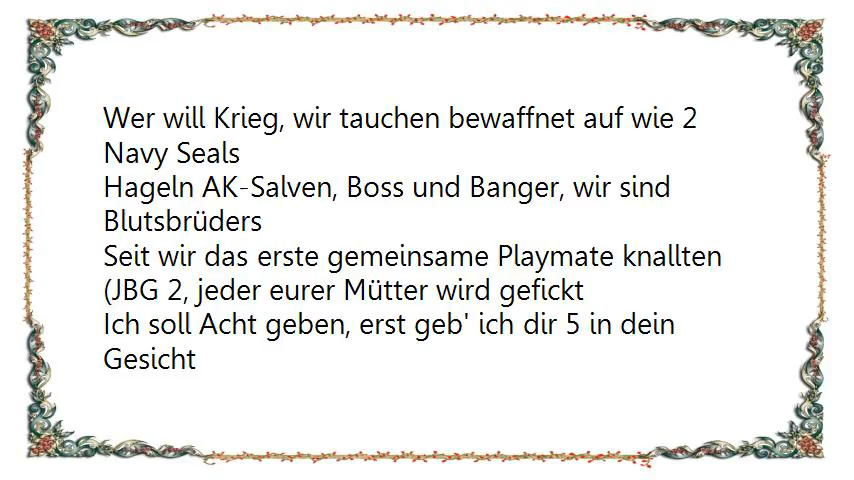 Wer will Krieg, wir tauchen bewaffnet auf wie 2
Navy Seals
Hageln AK-Salven, Boss und Banger, wir sind
Blutsbrüders
Seit wir das erste gemeinsame Playmate knallten
(JBG 2, jeder eurer Mütter wird gefickt
Ich soll Acht geben, erst geb' ich dir 5 in dein
Gesicht